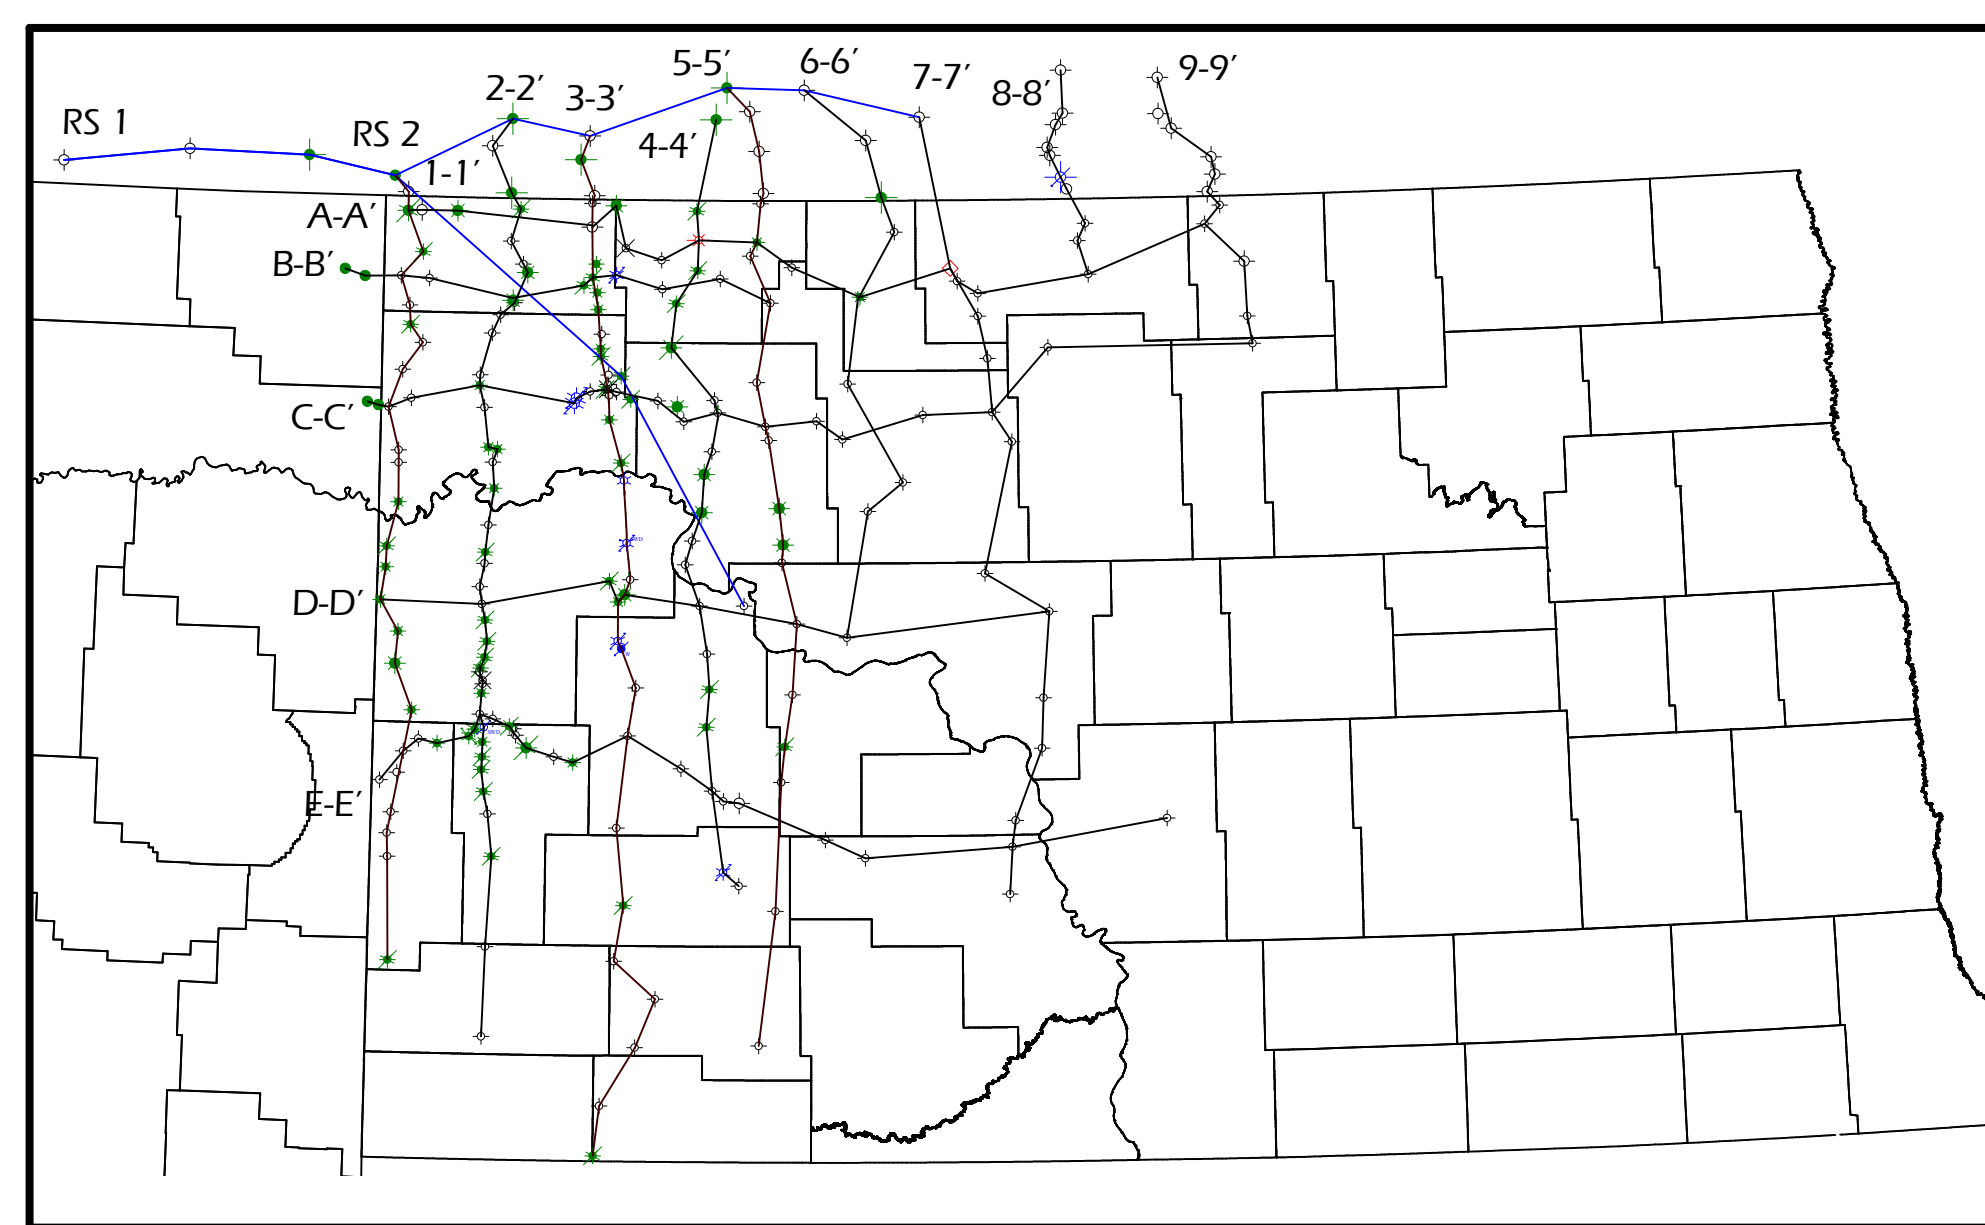 5-5′
6-6′
7-7′
9-9′
2-2′
3-3′
8-8′
RS 1
RS 2
4-4′
1-1′
A-A′
B-B′
C-C′
D-D′
E-E′